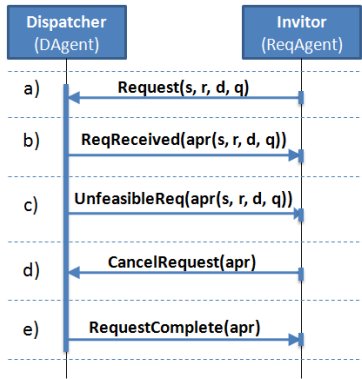 Dispatcher
(DAgent)
Invitor
(ReqAgent)
a) Request(s, r, d, q)
b) ReqReceived(apr(s, r, d, q))
c) UnfeasibleReq(apr(s, r, d, q))
d) CancelRequest(apr)
e) RequestComplete(apr)